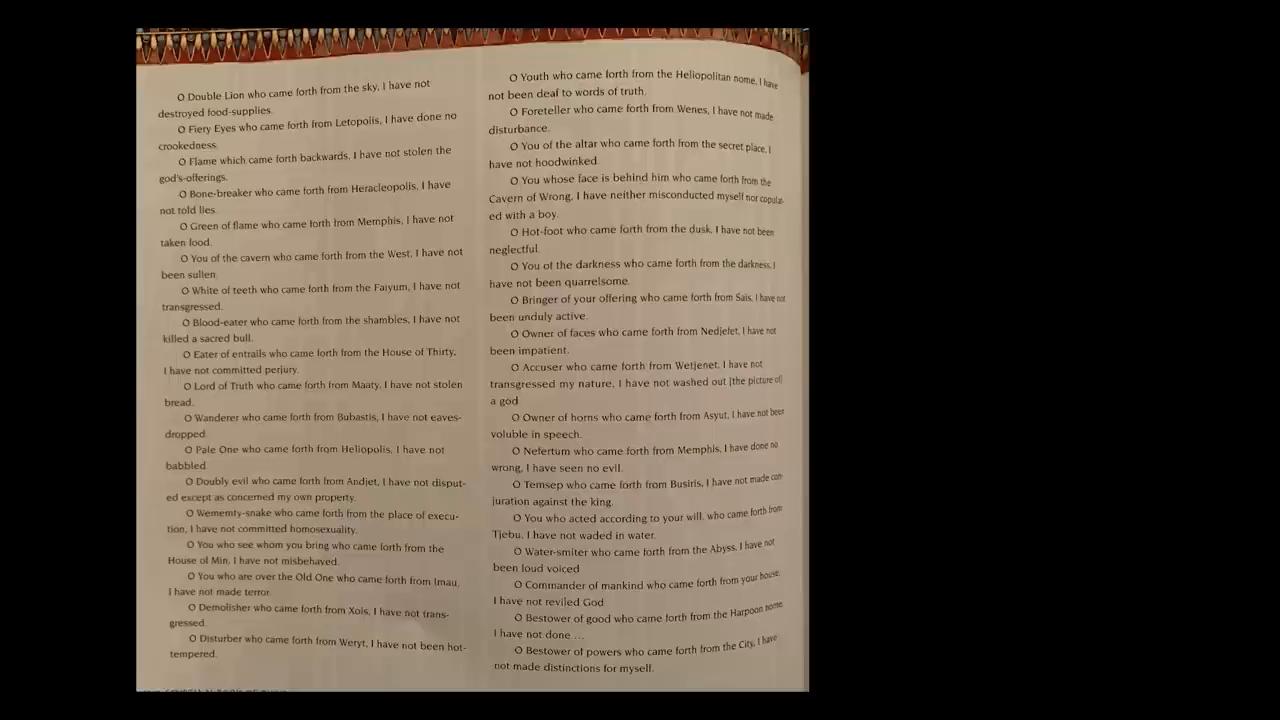 O Double Lion who came forth from the sky, I have not
destroyed food-supplies.
O Fiery Eyes who came forth from Letopolis, I have done no
crookedness.
O Flame which came forth backwards, I have not stolen the
god's-offerings.
O Bone-breaker who came forth from Heracleopolis, I have
not told lies.
O Green of flame who came forth from Memphis, I have not
taken food.
O You of the cavern who came forth from the West, I have not
been sullen.
O White of teeth who came forth from the Faiyum, I have not
transgressed.
O Blood-eater who came forth from the shambles, I have not
killed a sacred bull.
O Eater of entrails who came forth from the House of Thirty,
I have not committed perjury.
O Lord of Truth who came forth from Maaty, I have not stolen
bread.
O Wanderer who came forth from Bubastis, I have not eaves-
dropped.
O Pale One who came forth from Heliopolis, I have not
babbled.
O Doubly evil who came forth from Andjet, I have not disput-
ed except as concerned my own property.
O Wememty-snake who came forth from the place of execu-
tion, I have not committed homosexuality.
O You who see whom you bring who came forth from the
House of Min, I have not misbehaved.
O You who are over the Old One who came forth from Imau,
I have not made terror.
O Demolisher who came forth from Xois, I have not trans-
gressed.
O Disturber who came forth from Weryt, I have not been hot-
tempered.
O Youth who came forth from the Heliopolitan nome, I have
not been deaf to words of truth.
O Foreteller who came forth from Wenes, I have not made
disturbance.
O You of the altar who came forth from the secret place, I
have not hoodwinked.
O You whose face is behind him who came forth from the
Cavern of Wrong, I have neither misconducted myself nor copulat-
ed with a boy.
O Hot-foot who came forth from the dusk, I have not been
neglectful.
O You of the darkness who came forth from the darkness, I
have not been quarrelsome.
O Bringer of your offering who came forth from Sais, I have not
been unduly active.
O Owner of faces who came forth from Nedjefet, I have not
been impatient.
O Accuser who came forth from Wetjenet, I have not
transgressed my nature, I have not washed out [the picture of]
a god.
O Owner of horns who came forth from Asyut, I have not been
voluble in speech.
O Nefertum who came forth from Memphis, I have done no
wrong, I have seen no evil.
O Temsep who came forth from Busiris, I have not made con-
juration against the king.
O You who acted according to your will, who came forth from
Tjebu, I have not waded in water.
O Water-smiter who came forth from the Abyss, I have not
been loud voiced.
O Commander of mankind who came forth from your house,
I have not reviled God.
O Bestower of good who came forth from the Harpoon nome,
I have not done ....
O Bestower of powers who came forth from the City, I have
not made distinctions for myself.